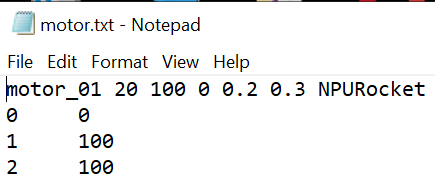 motor.txt - Notepad
File Edit Format View Help
motor_01 20 100 0 0.2 0.3 NPURocket
0 0
1 100
2 100